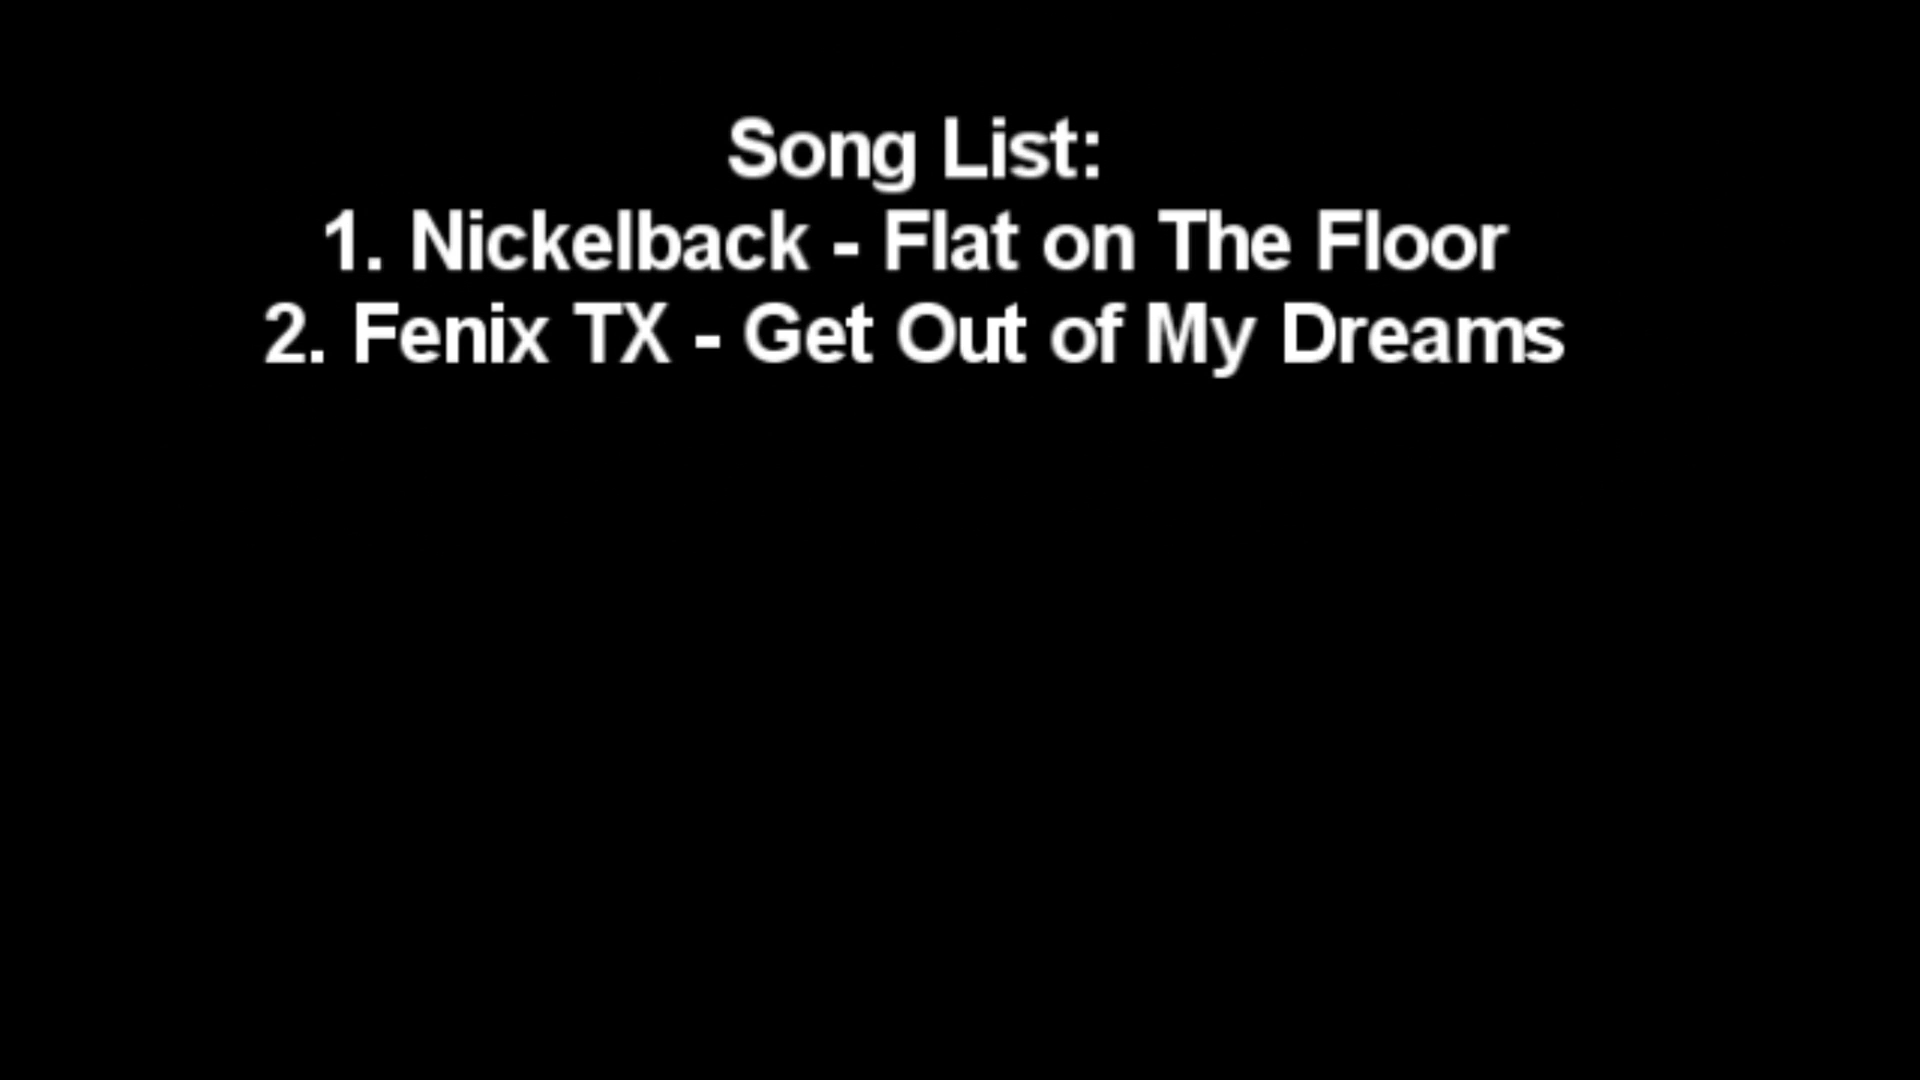 Song List:
1. Nickelback - Flat on The Floor
2. Fenix TX - Get Out of My Dreams